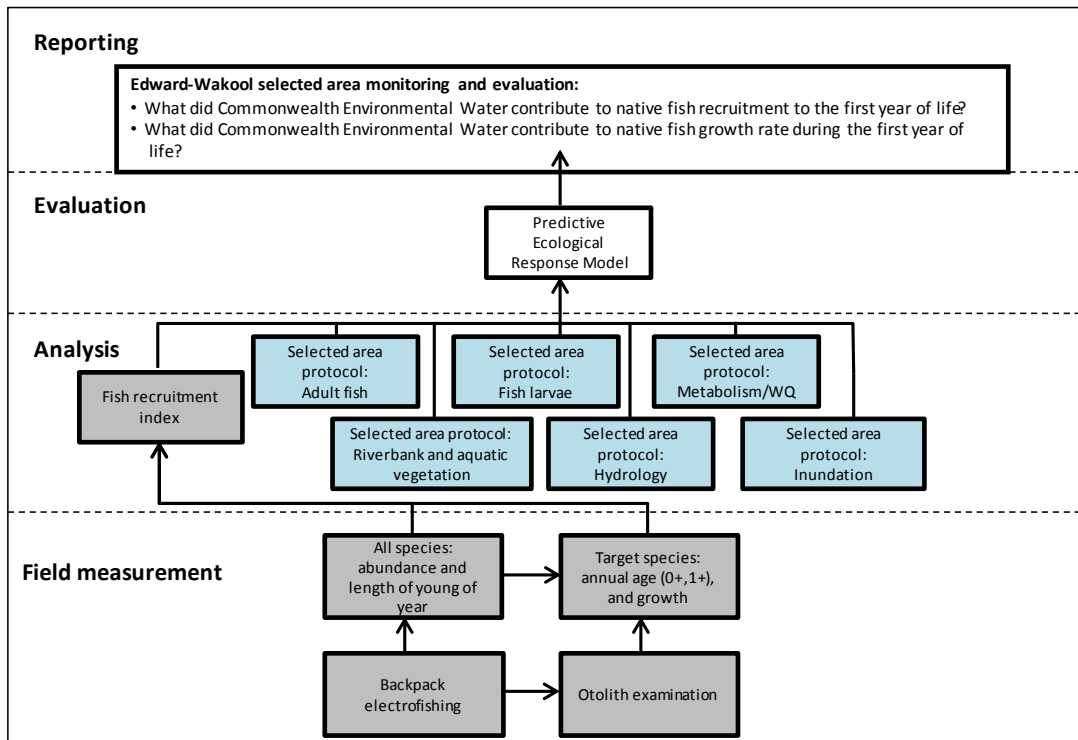 Reporting
Edward-Wakool selected area monitoring and evaluation:
• What did Commonwealth Environmental Water contribute to native fish recruitment to the first year of life?
• What did Commonwealth Environmental Water contribute to native fish growth rate during the first year of
life?
Evaluation
Predictive
Ecological
Response Model
Analysis
Fish recruitment
index
Selected area
protocol:
Adult fish
Selected area
protocol:
Fish larvae
Selected area
protocol:
Metabolism/WQ
Selected area protocol:
Riverbank and aquatic
vegetation
Selected area
protocol:
Hydrology
Selected area
protocol:
Inundation
Field measurement
All species:
abundance and
length of young of
year
Target species:
annual age (0+,1+),
and growth
Backpack
electrofishing
Otolith examination